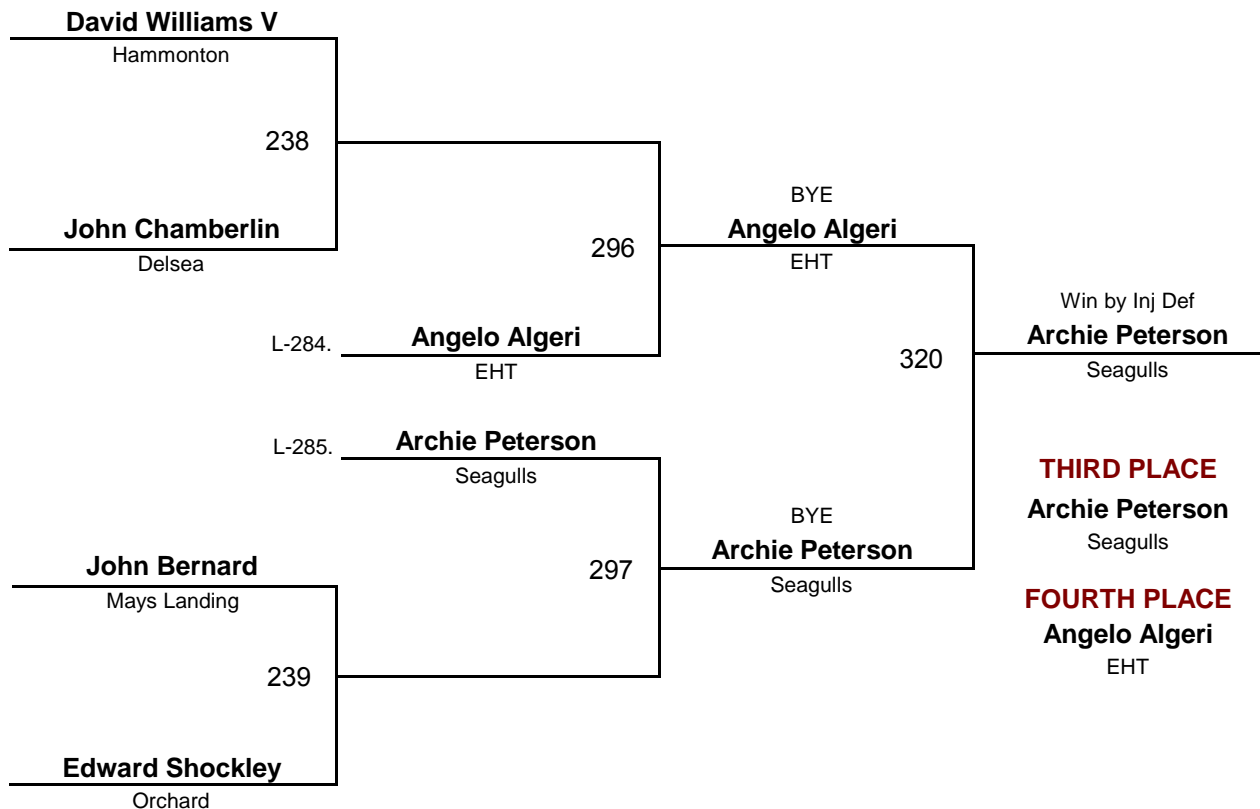 David Williams V
Hammonton
238
John Chamberlin
Delsea
BYE
Angelo Algeri
EHT
296
L-284.
Angelo Algeri
EHT
Win by Inj Def
Archie Peterson
Seagulls
320
L-285.
Archie Peterson
Seagulls
THIRD PLACE
Archie Peterson
Seagulls
BYE
Archie Peterson
Seagulls
297
John Bernard
Mays Landing
FOURTH PLACE
Angelo Algeri
EHT
239
Edward Shockley
Orchard